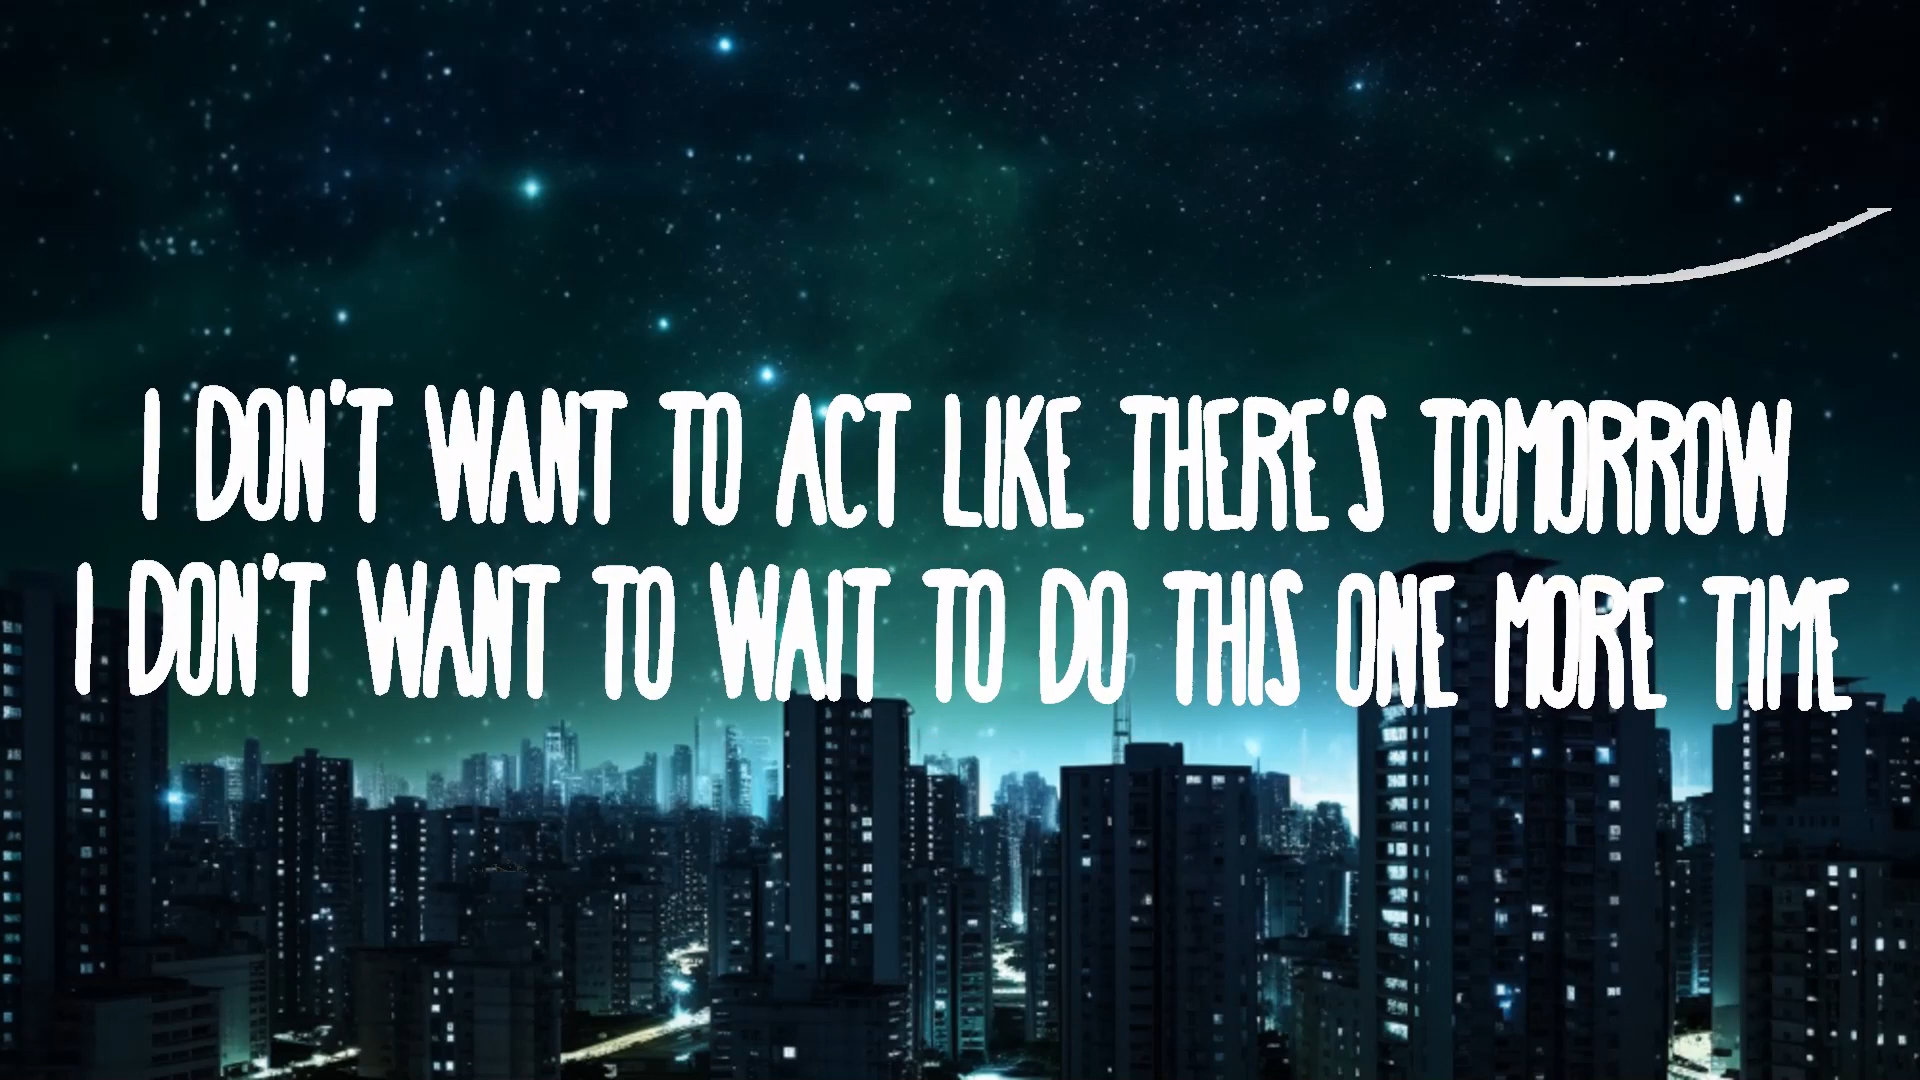 I DON'T WANT TO ACT LIKE THERE'S TOMORROW
I DON'T WANT TO WAIT TO DO THIS ONE MORE TIME